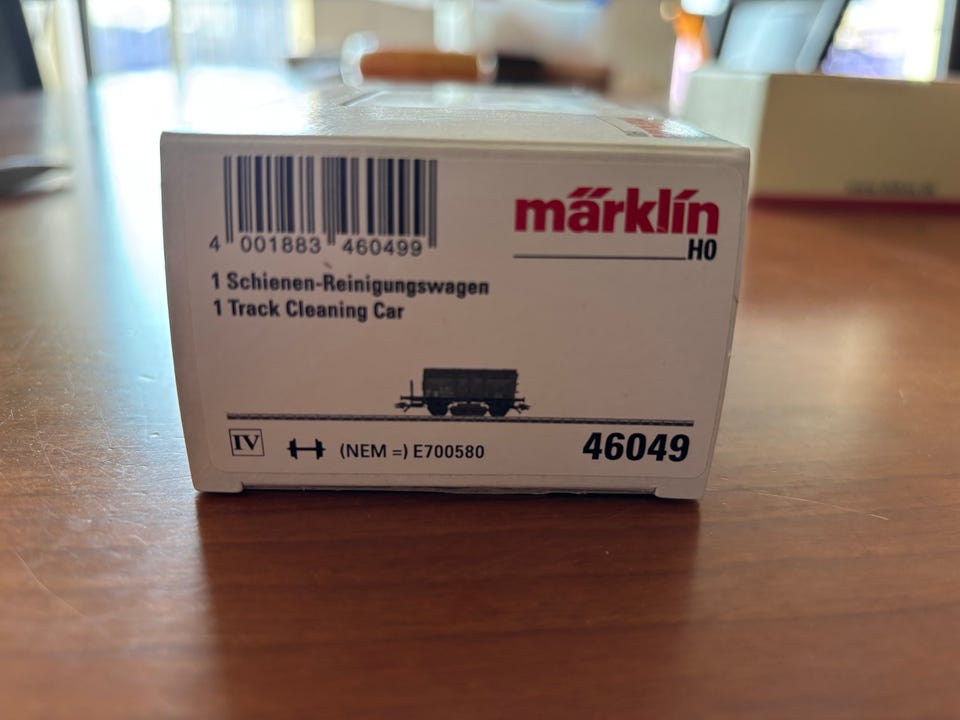 4 001883 460499
märklin
H0
1 Schienen-Reinigungswagen
1 Track Cleaning Car
IV (NEM =) E700580
46049